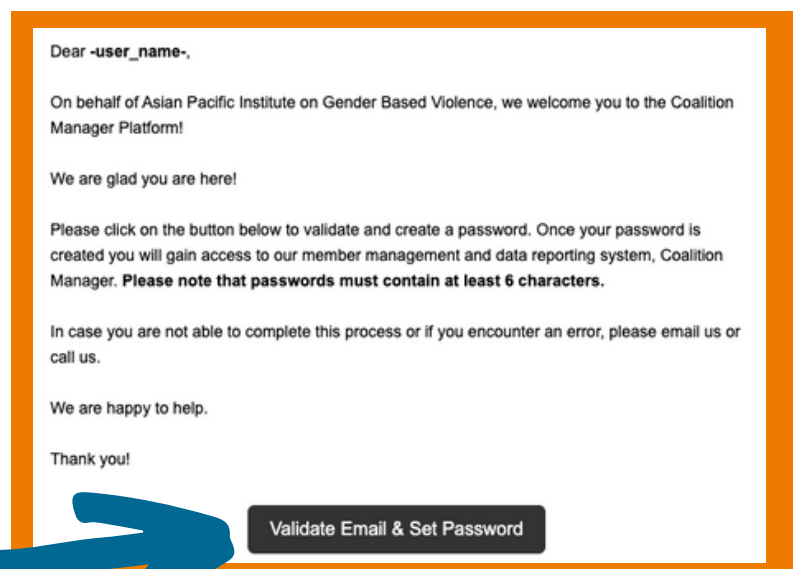 Dear -user_name-,
On behalf of Asian Pacific Institute on Gender Based Violence, we welcome you to the Coalition
Manager Platform!
We are glad you are here!
Please click on the button below to validate and create a password. Once your password is
created you will gain access to our member management and data reporting system, Coalition
Manager. Please note that passwords must contain at least 6 characters.
In case you are not able to complete this process or if you encounter an error, please email us or
call us.
We are happy to help.
Thank you!
Validate Email & Set Password